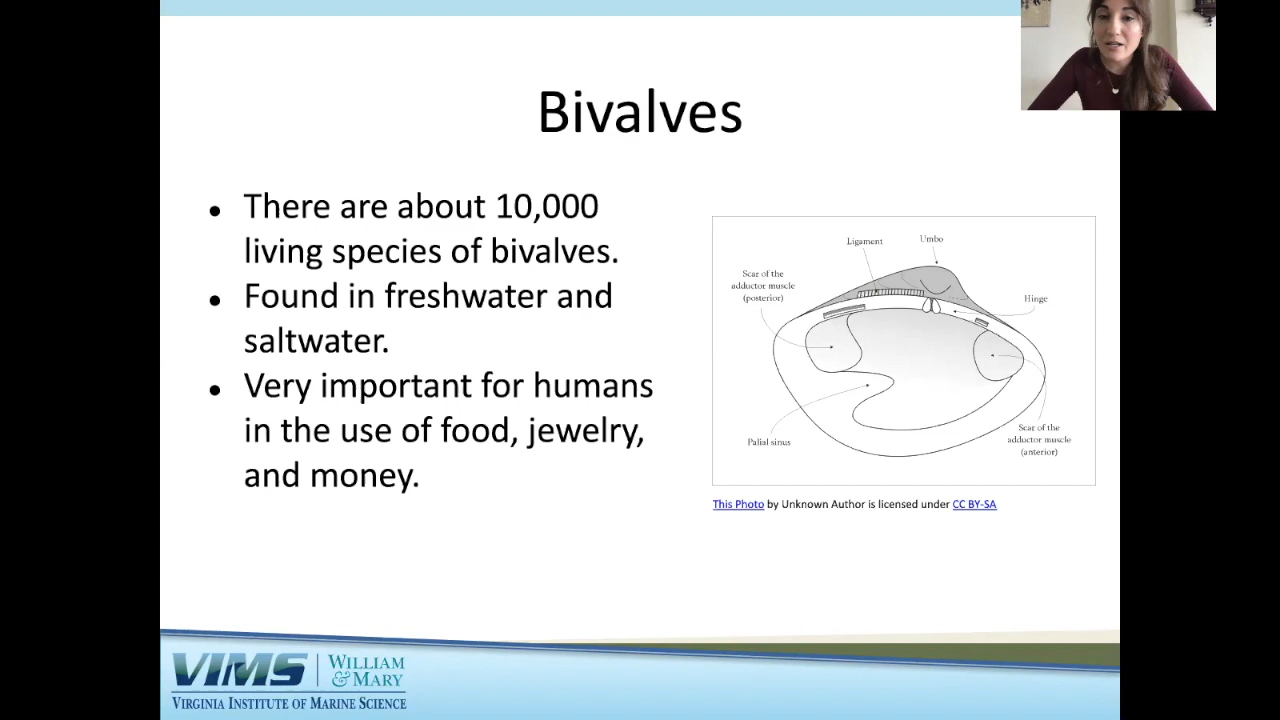 Bivalves
• There are about 10,000
living species of bivalves.
• Found in freshwater and
saltwater.
• Very important for humans
in the use of food, jewelry,
and money.
Ligament
Umbo
Scar of the
adductor muscle
(posterior)
Hinge
Palial sinus
Scar of the
adductor muscle
(anterior)
This Photo by Unknown Author is licensed under CC BY-SA
VIMS
WILLIAM
& MARY
VIRGINIA INSTITUTE OF MARINE SCIENCE